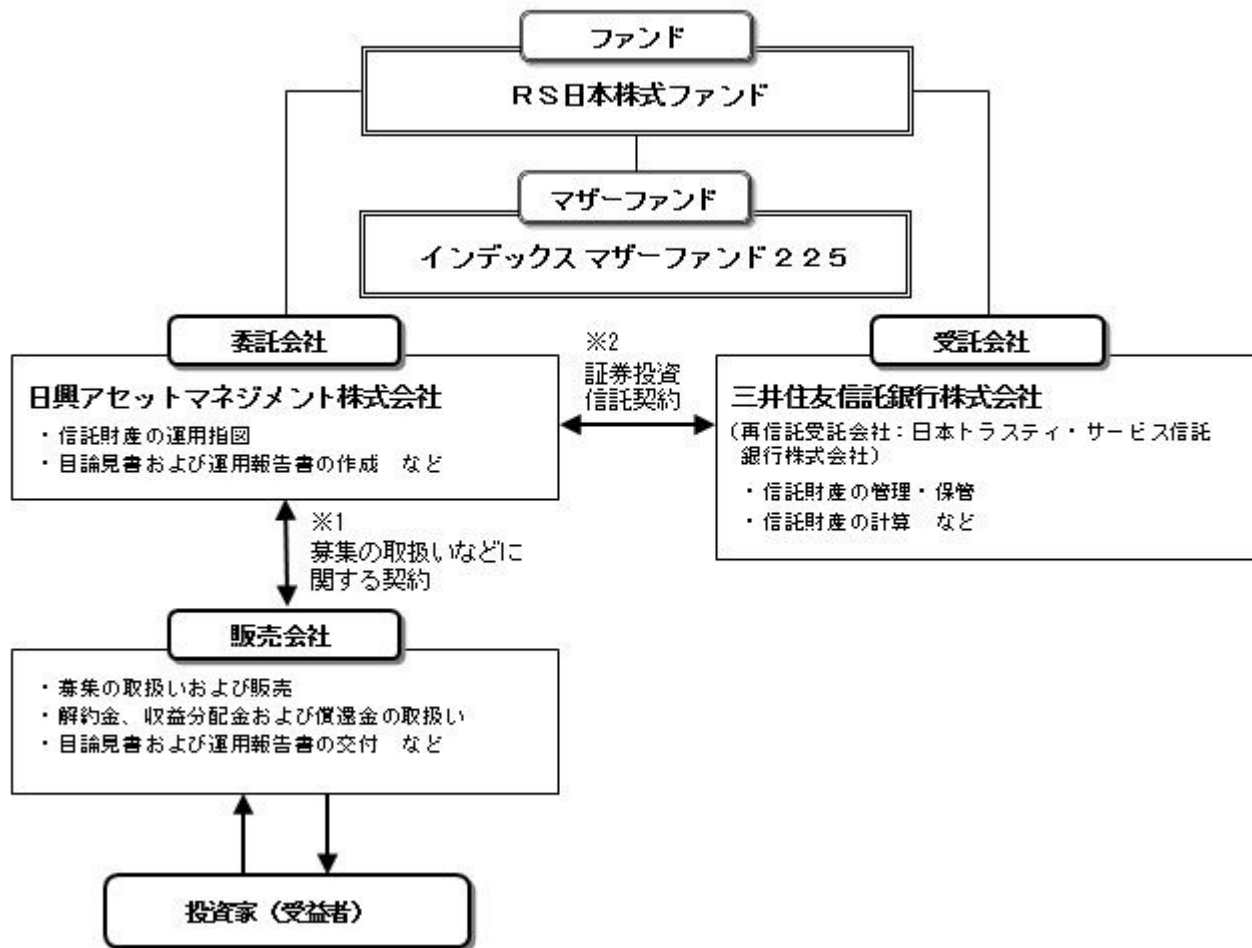 ファンド
RS日本株式ファンド
マザーファンド
インデックス マザーファンド225
委託会社
日興アセットマネジメント株式会社
・信託財産の運用指図
・目論見書および運用報告書の作成 など
※2
証券投資
信託契約
受託会社
三井住友信託銀行株式会社
(再信託受託会社:日本トラスティ・サービス信託
銀行株式会社)
・信託財産の管理・保管
・信託財産の計算 など
※1
募集の取扱いなどに
関する契約
販売会社
・募集の取扱いおよび販売
・解約金、収益分配金および償還金の取扱い
・目論見書および運用報告書の交付 など
投資家(受益者)